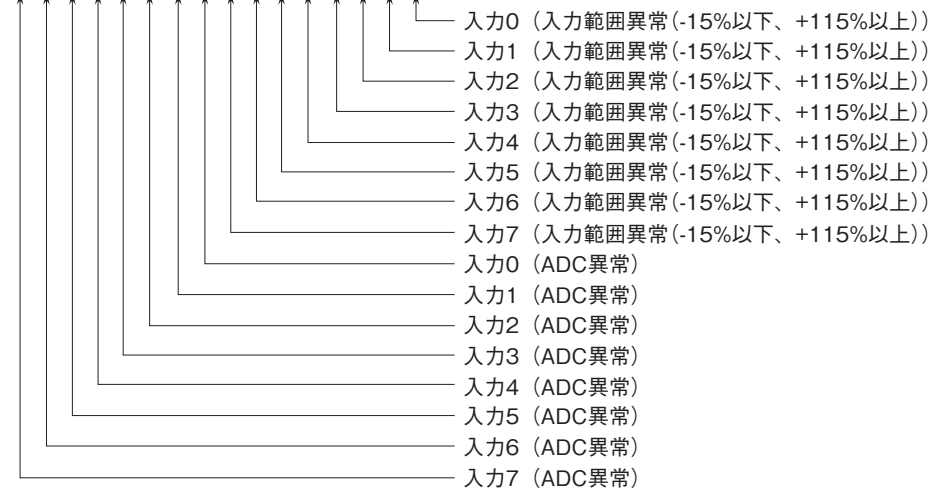 入力0（入力範囲異常(-15%以下、+115%以上)）
入力1（入力範囲異常(-15%以下、+115%以上)）
入力2（入力範囲異常(-15%以下、+115%以上)）
入力3（入力範囲異常(-15%以下、+115%以上)）
入力4（入力範囲異常(-15%以下、+115%以上)）
入力5（入力範囲異常(-15%以下、+115%以上)）
入力6（入力範囲異常(-15%以下、+115%以上)）
入力7（入力範囲異常(-15%以下、+115%以上)）
入力0（ADC異常）
入力1（ADC異常）
入力2（ADC異常）
入力3（ADC異常）
入力4（ADC異常）
入力5（ADC異常）
入力6（ADC異常）
入力7（ADC異常）